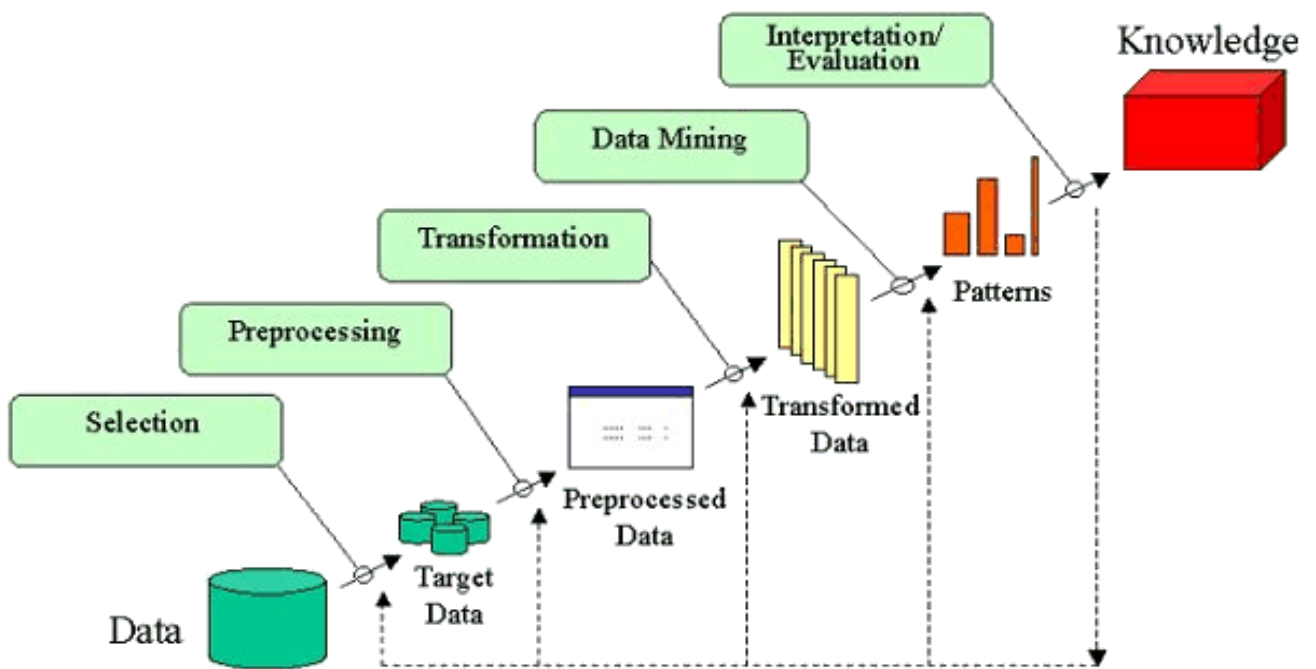 Interpretation/
Evaluation
Knowledge
Data Mining
Transformation
Patterns
Preprocessing
Transformed
Data
Selection
Preprocessed
Data
Target
Data
Data